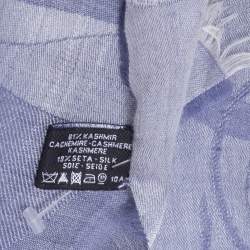 81% KASHMIR
CACHEMIRE-CASHMERE
KASHMERE
19% SETA-SILK
SOIE-SEIDE